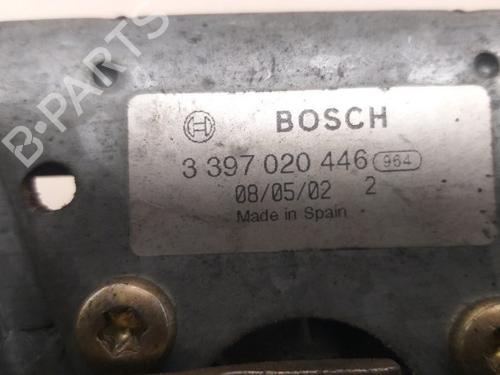 B-PARTS
BOSCH
3 397 020 446 964
08/05/02 2
Made in Spain